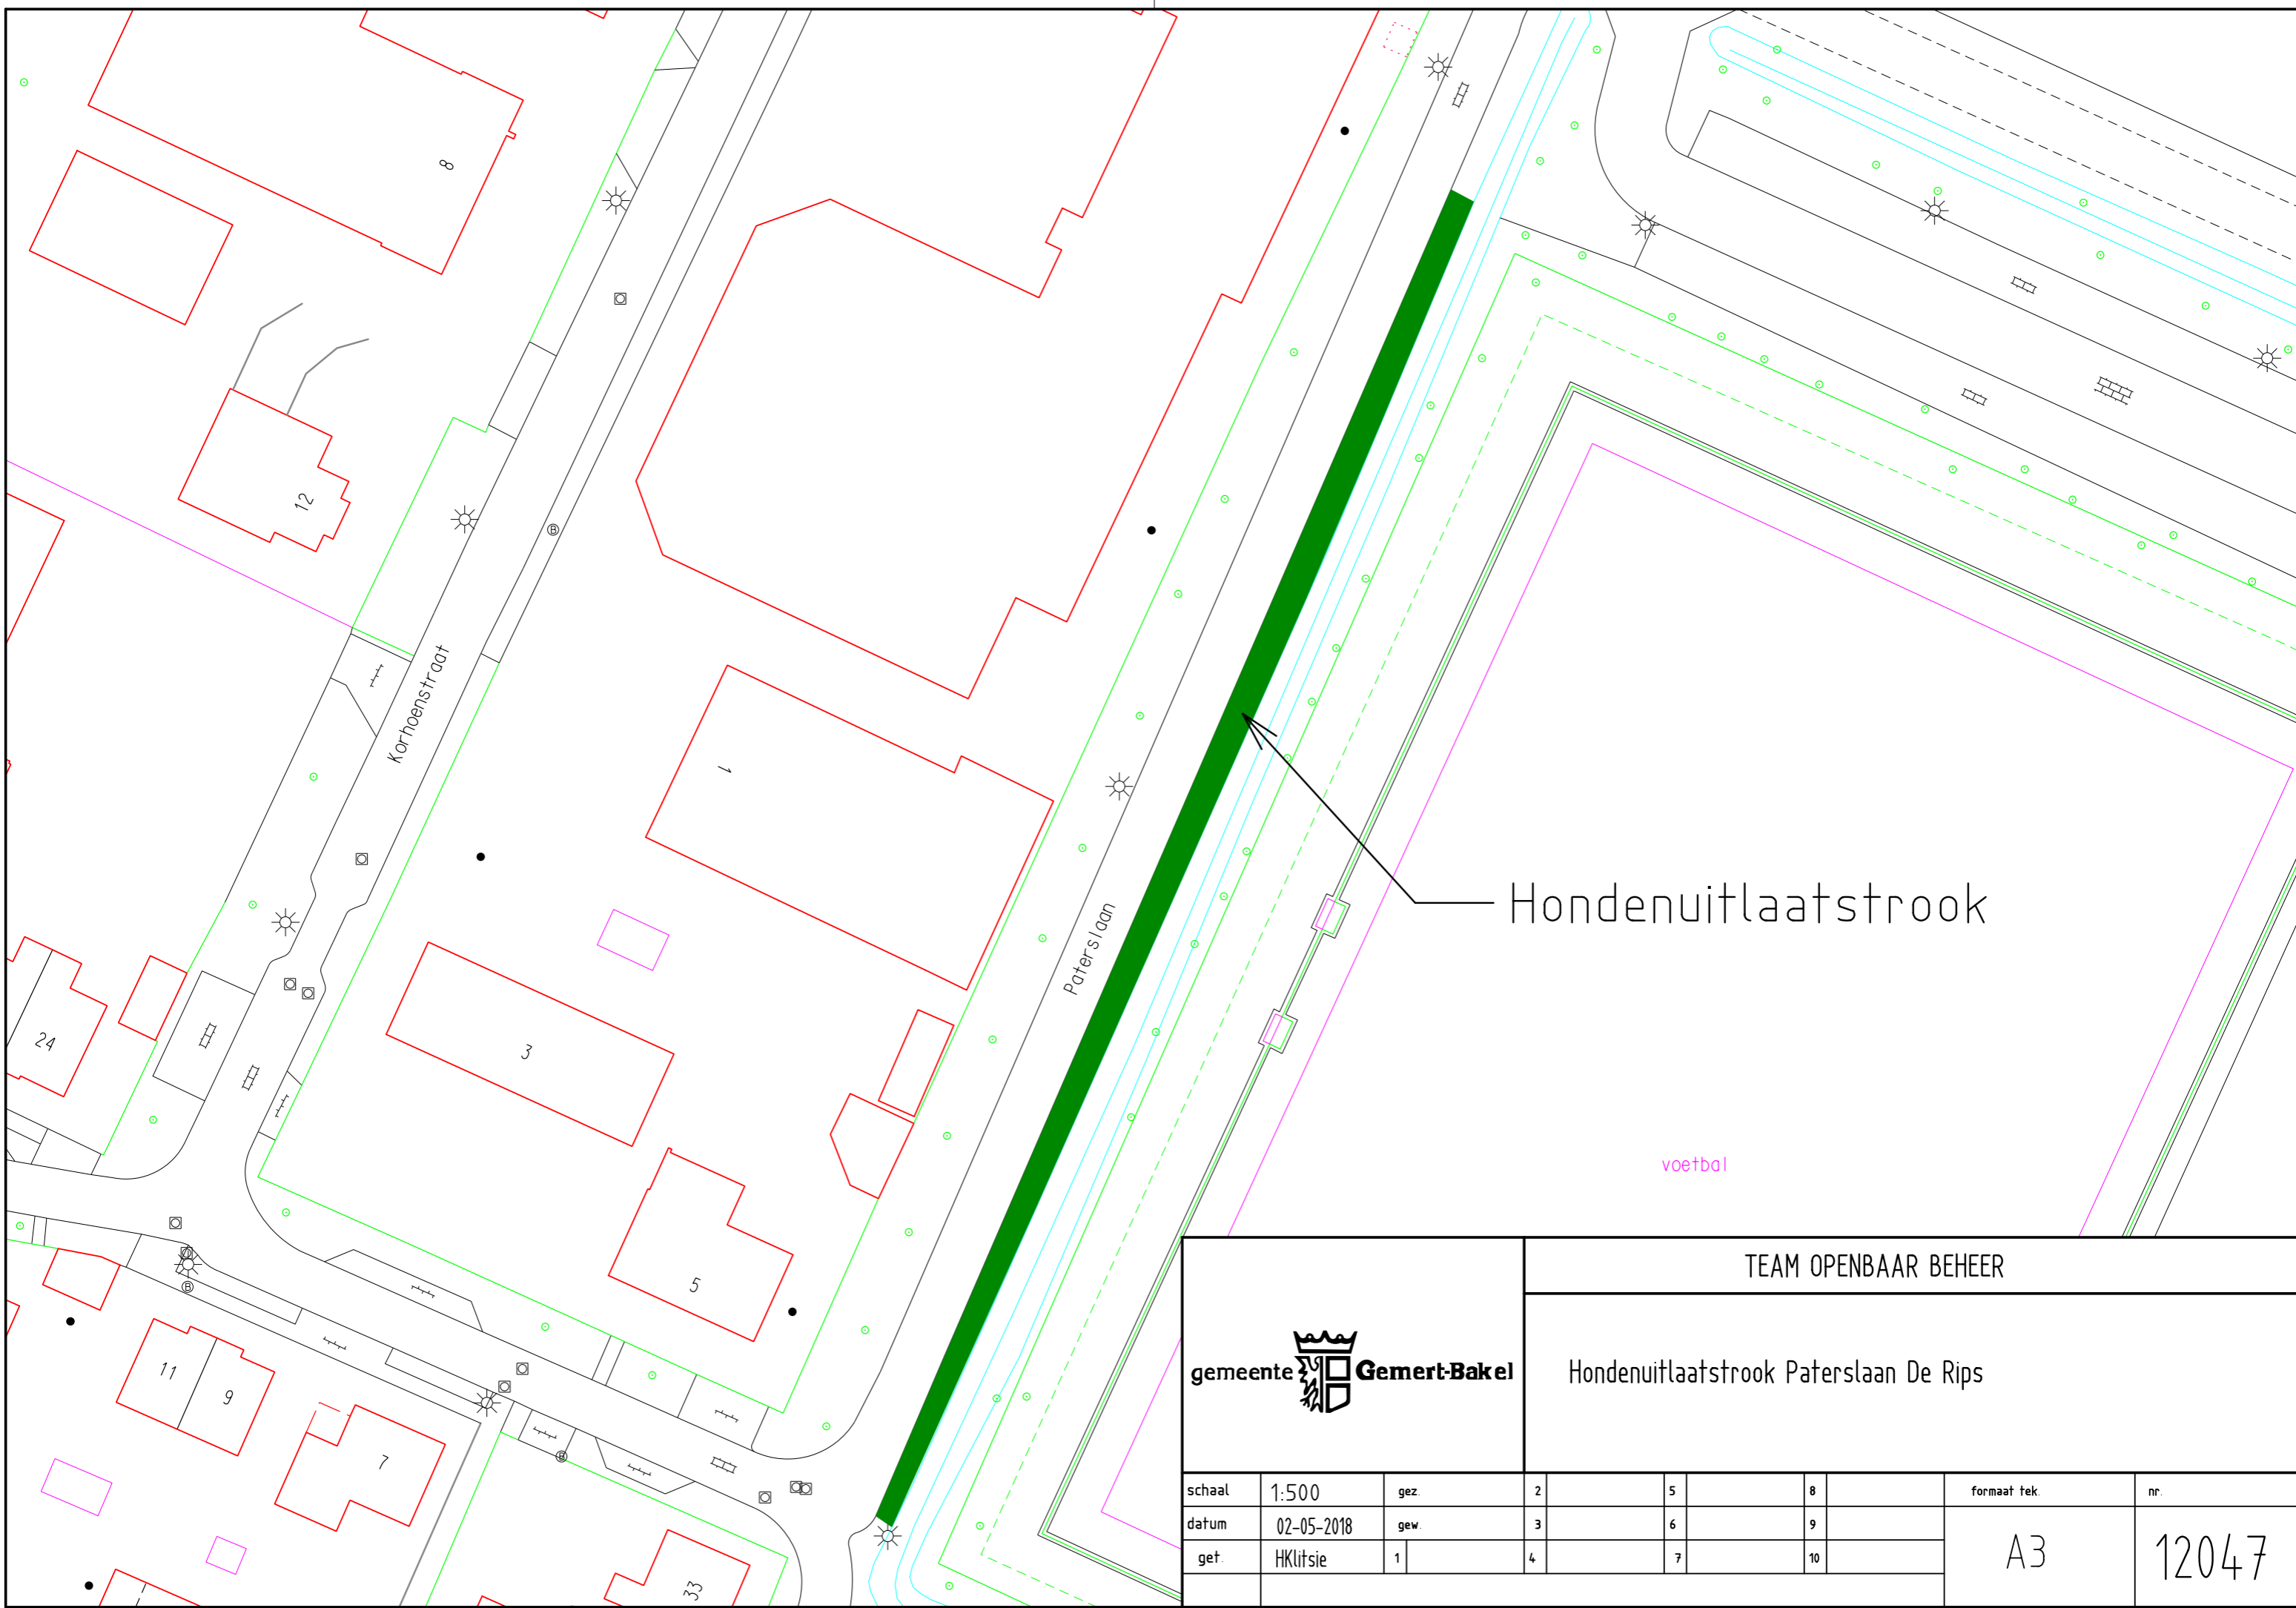 8
12
Korhoenstraat
B
1
Paterslaan
Hondenuitlaatstrook
24
3
voetbal
B
5
11
9
7
B
33
TEAM OPENBAAR BEHEER
gemeente Gemert-Bakel
Hondenuitlaatstrook Paterslaan De Rips
schaal 1:500 gez. 2 5 8 formaat tek. nr.
datum 02-05-2018 gew. 3 6 9
get. HKlitsie 1 4 7 10 A3 12047